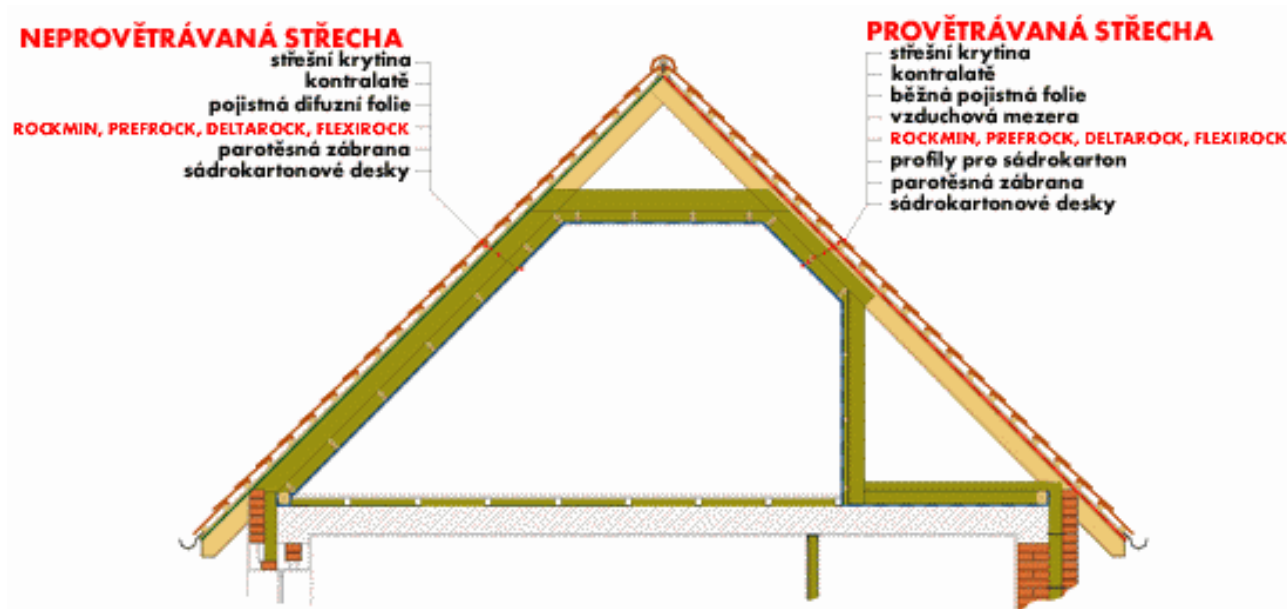 NEPROVĚTRÁVANÁ STŘECHA
střešní krytina
kontralatě
pojistná difuzní folie
ROCKMIN, PREFROCK, DELTAROCK, FLEXIROCK
parotěsná zábrana
sádrokartonové desky
PROVĚTRÁVANÁ STŘECHA
střešní krytina
kontralatě
běžná pojistná folie
vzduchová mezera
ROCKMIN, PREFROCK, DELTAROCK, FLEXIROCK
profily pro sádrokarton
parotěsná zábrana
sádrokartonové desky